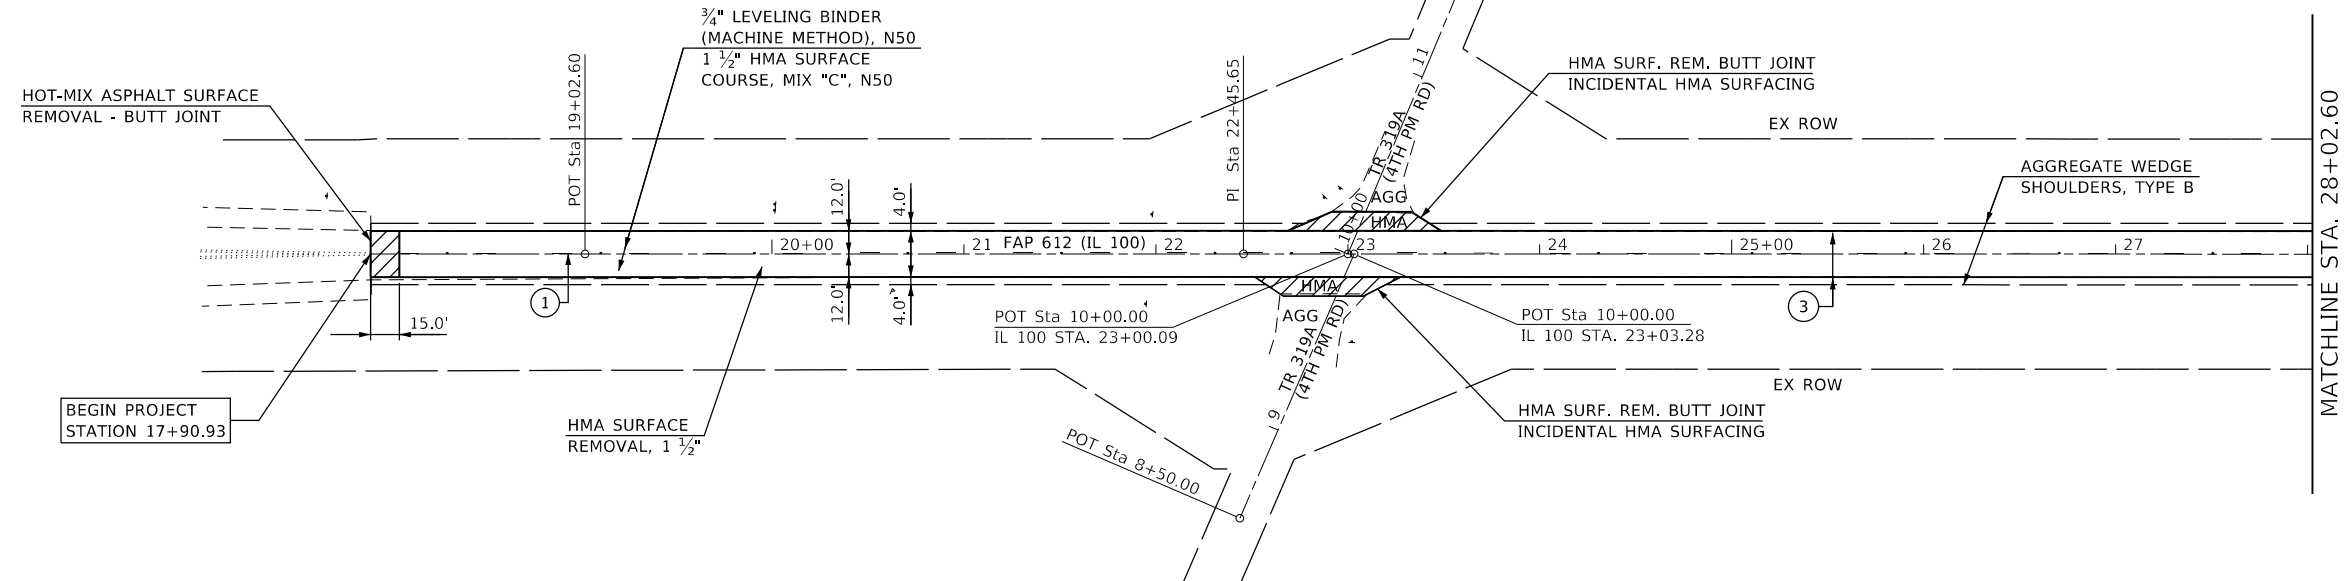 ¾" LEVELING BINDER
(MACHINE METHOD), N50
1 ½" HMA SURFACE
COURSE, MIX "C", N50
HOT-MIX ASPHALT SURFACE
REMOVAL - BUTT JOINT
POT Sta 19+02.60
PI Sta 22+45.65
11
TR 319A
(4TH PM RD)
HMA SURF. REM. BUTT JOINT
INCIDENTAL HMA SURFACING
EX ROW
AGGREGATE WEDGE
SHOULDERS, TYPE B
MATCHLINE STA. 28+02.60
12.0'
4.0'
AGG
HMA
10+00
20+00
21
FAP 612 (IL 100)
22
23
24
25+00
26
27
1
15.0'
12.0'
4.0'
HMA
AGG
POT Sta 10+00.00
IL 100 STA. 23+00.09
POT Sta 10+00.00
IL 100 STA. 23+03.28
3
TR 319A
(4TH PM RD)
9
EX ROW
BEGIN PROJECT
STATION 17+90.93
HMA SURFACE
REMOVAL, 1 ½"
POT Sta 8+50.00
HMA SURF. REM. BUTT JOINT
INCIDENTAL HMA SURFACING